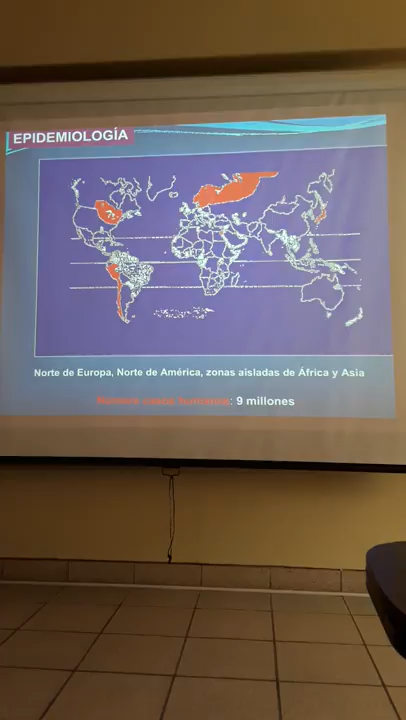 EPIDEMIOLOGÍA
Norte de Europa, Norte de América, zonas aisladas de África y Asia
: 9 millones